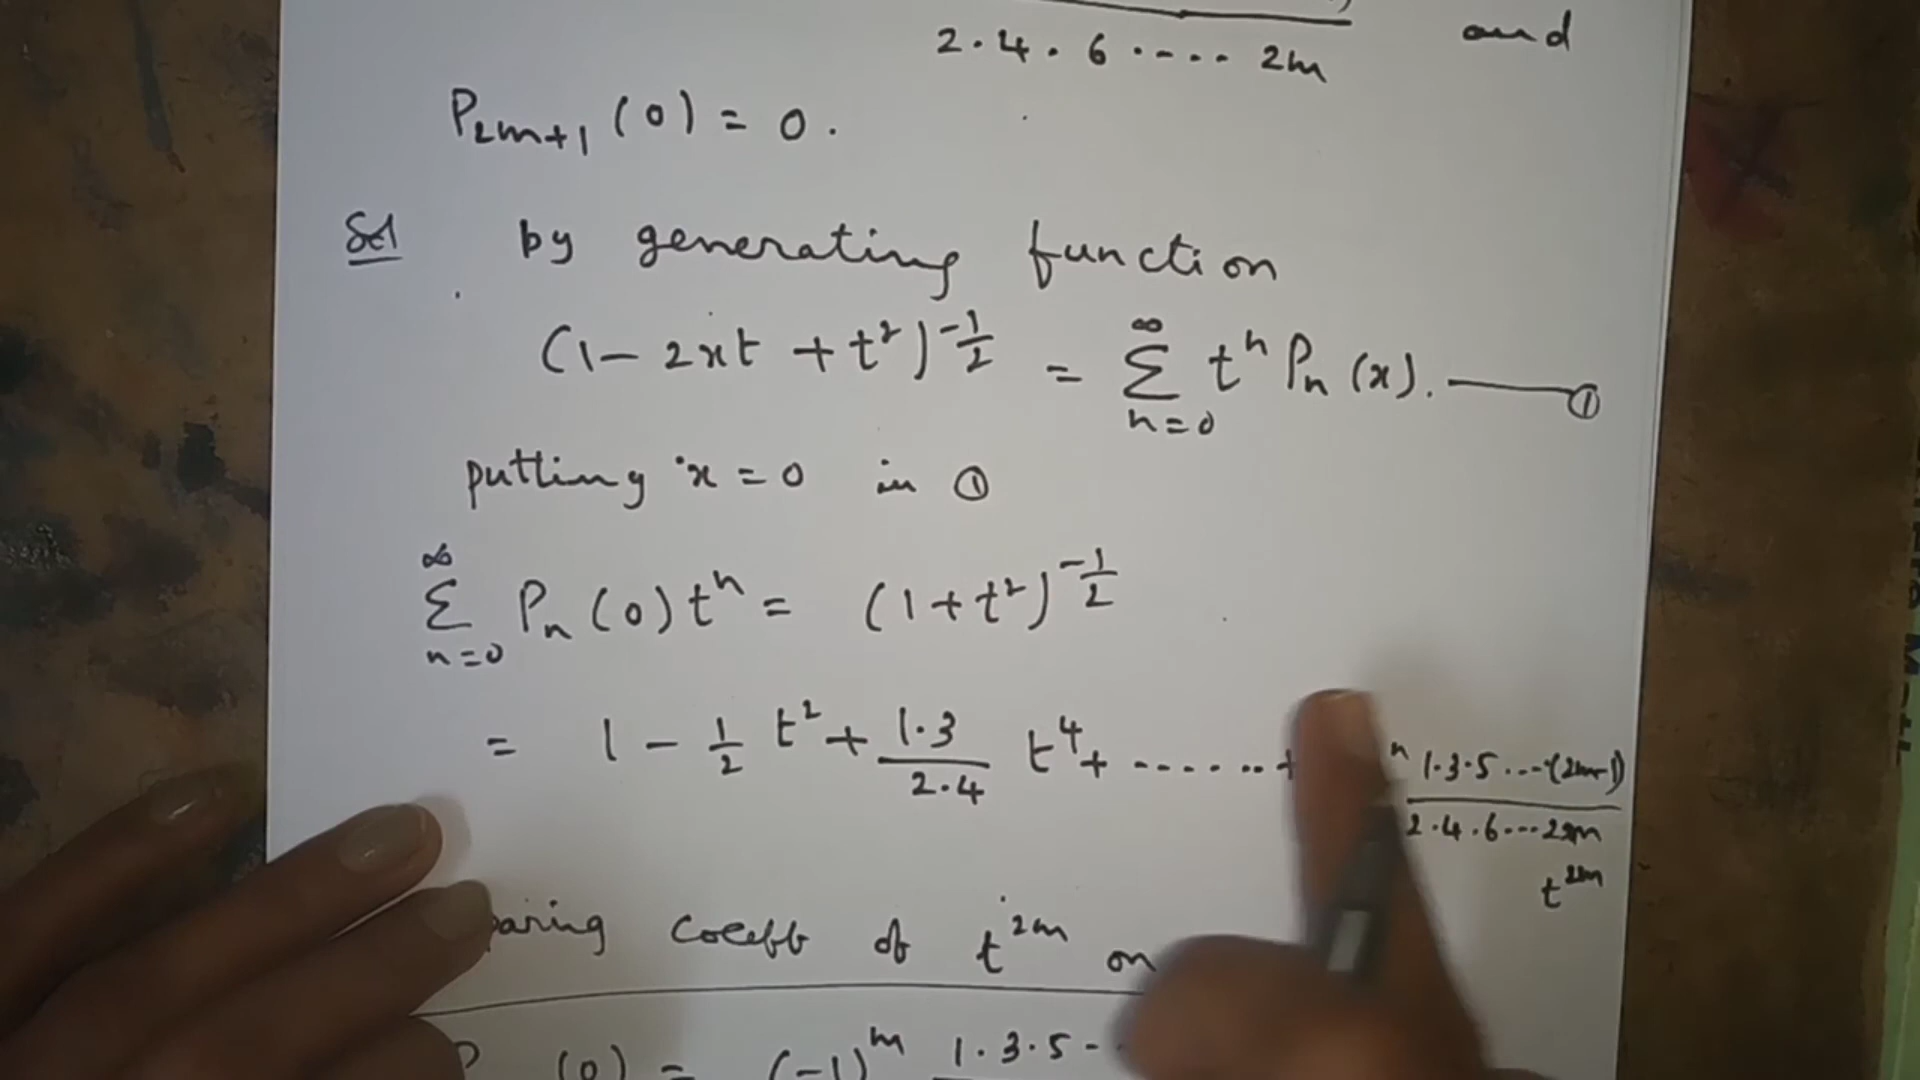 2·4·6·---· 2m and
P2m+1 (0) = 0.
Sol by generating function
(1 - 2xt + t²)^-1/2 = ∞ Σ n=0 t^n Pn (x). ——— ①
putting x = 0 in ①
∞ Σ n=0 Pn (0) t^n = (1 + t²)^-1/2
= 1 - 1/2 t² + 1·3/2·4 t⁴ + ------- + 1·3·5 ...(2m-1)/2·4·6---2m
t^2m
paring coeff of t^2m on
(0) = (-1)^m 1·3·5 -